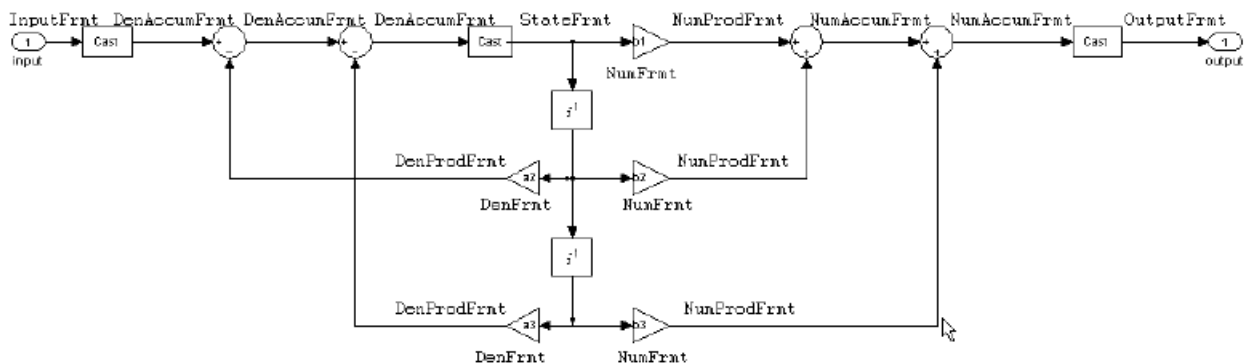 InputFrmt DenAccumFrmt DenAccumFrmt DenAccumFrmt StateFrmt NumProdFrmt NumAccumFrmt NumAccumFrmt OutputFrmt
1 Cast + - + - Cast b1 + + + + Cast 1
input NumFrmt output
z-1
DenProdFrmt NumProdFrmt
a2 b2
DenFrmt NumFrmt
z-1
DenProdFrmt NumProdFrmt
a3 b3
DenFrmt NumFrmt